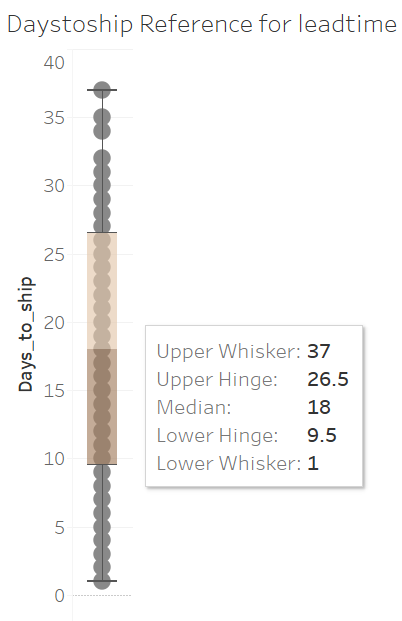 Daystoship Reference for leadtime
40
35
30
25
20
15
10
5
0
Days_to_ship
Upper Whisker: 37
Upper Hinge: 26.5
Median: 18
Lower Hinge: 9.5
Lower Whisker: 1